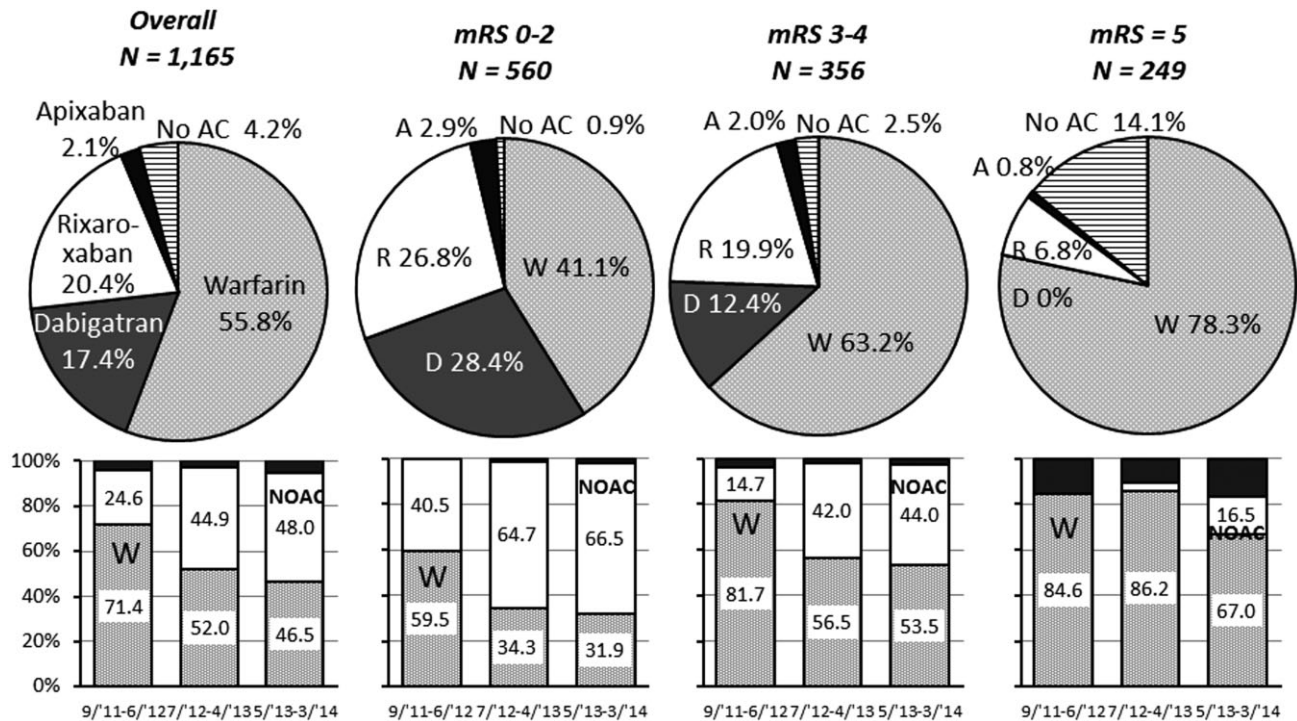 Overall
N = 1,165
mRS 0-2
N = 560
mRS 3-4
N = 356
mRS = 5
N = 249
Apixaban
2.1%
No AC 4.2%
Rixaro-
xaban
20.4%
Warfarin
55.8%
Dabigatran
17.4%
A 2.9%
No AC 0.9%
R 26.8%
W 41.1%
D 28.4%
A 2.0%
No AC 2.5%
R 19.9%
D 12.4%
W 63.2%
No AC 14.1%
A 0.8%
R 6.8%
D 0%
W 78.3%
100%
80%
60%
40%
20%
0%
24.6
W
71.4
44.9
52.0
NOAC
48.0
46.5
9/'11-6/'127/'12-4/'135/'13-3/'14
40.5
W
59.5
64.7
34.3
NOAC
66.5
31.9
9/'11-6/'12 7/'12-4/'13 5/'13-3/'14
14.7
W
81.7
42.0
56.5
NOAC
44.0
53.5
9/'11-6/'12 7/'12-4/'13 5/'13-3/'14
W
84.6
86.2
16.5
NOAC
67.0
9/'11-6/'12 7/'12-4/'13 5/'13-3/'14